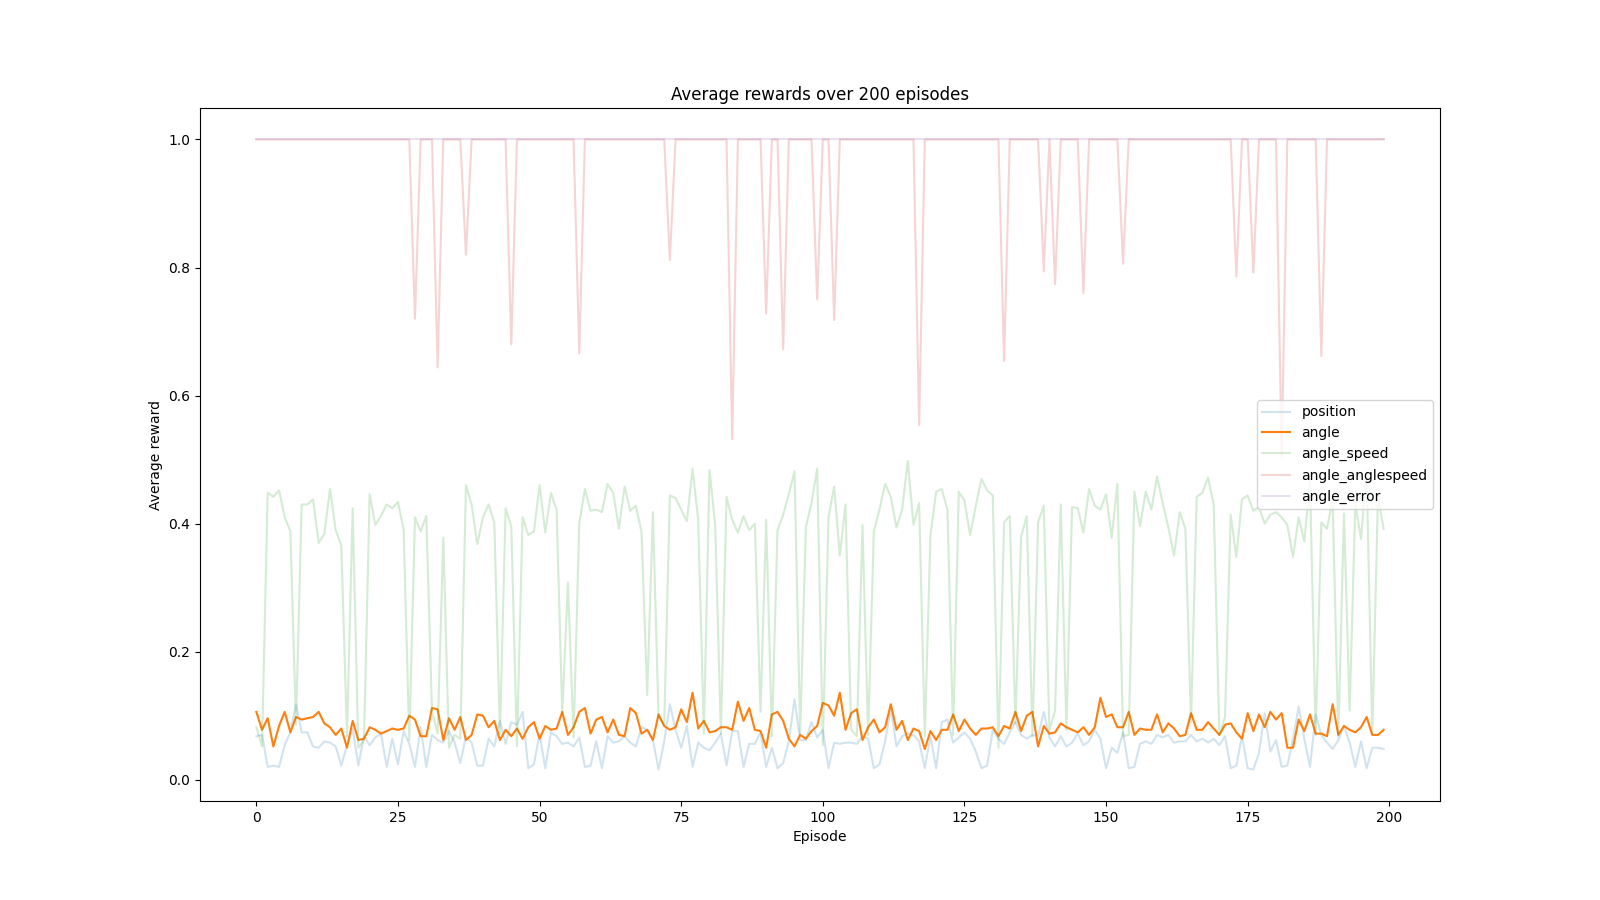 Average rewards over 200 episodes
1.0
0.8
0.6
0.4
0.2
0.0
Average reward
position
angle
angle_speed
angle_anglespeed
angle_error
0 25 50 75 100 125 150 175 200
Episode